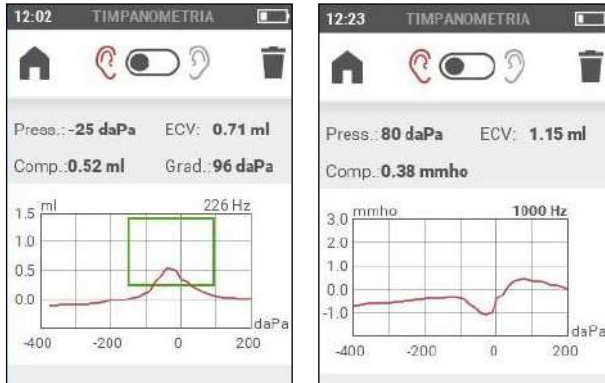 12:02 TIMPANOMETRIA
Press.:-25 daPa ECV: 0.71 ml
Comp.:0.52 ml Grad.:96 daPa
ml 226 Hz
1.5
1.0
0.5
0.0
daPa
-400 -200 0 200
12:23 TIMPANOMETRIA
Press.:80 daPa ECV: 1.15 ml
Comp.:0.38 mmho
mmho 1000 Hz
3.0
2.0
1.0
0.0
-1.0
daPa
-400 -200 0 200